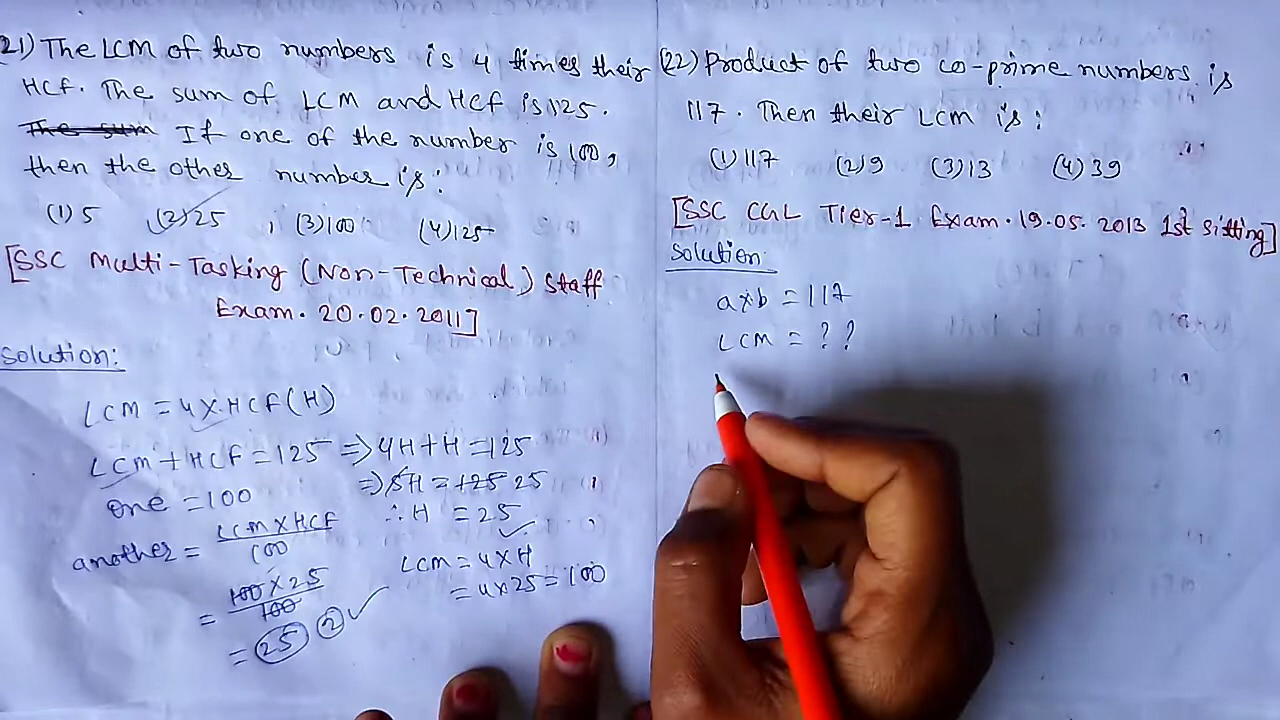 21) The LCM of two numbers is 4 times their
HCF. The sum of LCM and HCF is 125.
The sum If one of the number is 100,
then the other number is:
(1) 5 (2) 25 , (3) 100 (4) 125
[SSC Multi-Tasking (Non-Technical) Staff
Exam. 20.02.2011]
Solution:
LCM = 4 X HCF (H)
LCM + HCF = 125 => 4H + H = 125
=> 5H = 125 25
one = 100
∴ H = 25
another = LCM X HCF
100
LCM = 4 x H
= 4 x 25 = 100
= 100 x 25
100
= 25 2 ✓
(22) Product of two co-prime numbers is
117. Then their LCM is:
(1) 117 (2) 9 (3) 13 (4) 39
[SSC CGL Tier-1 Exam. 19.05. 2013 1st sitting]
Solution:
a x b = 117
LCM = ??